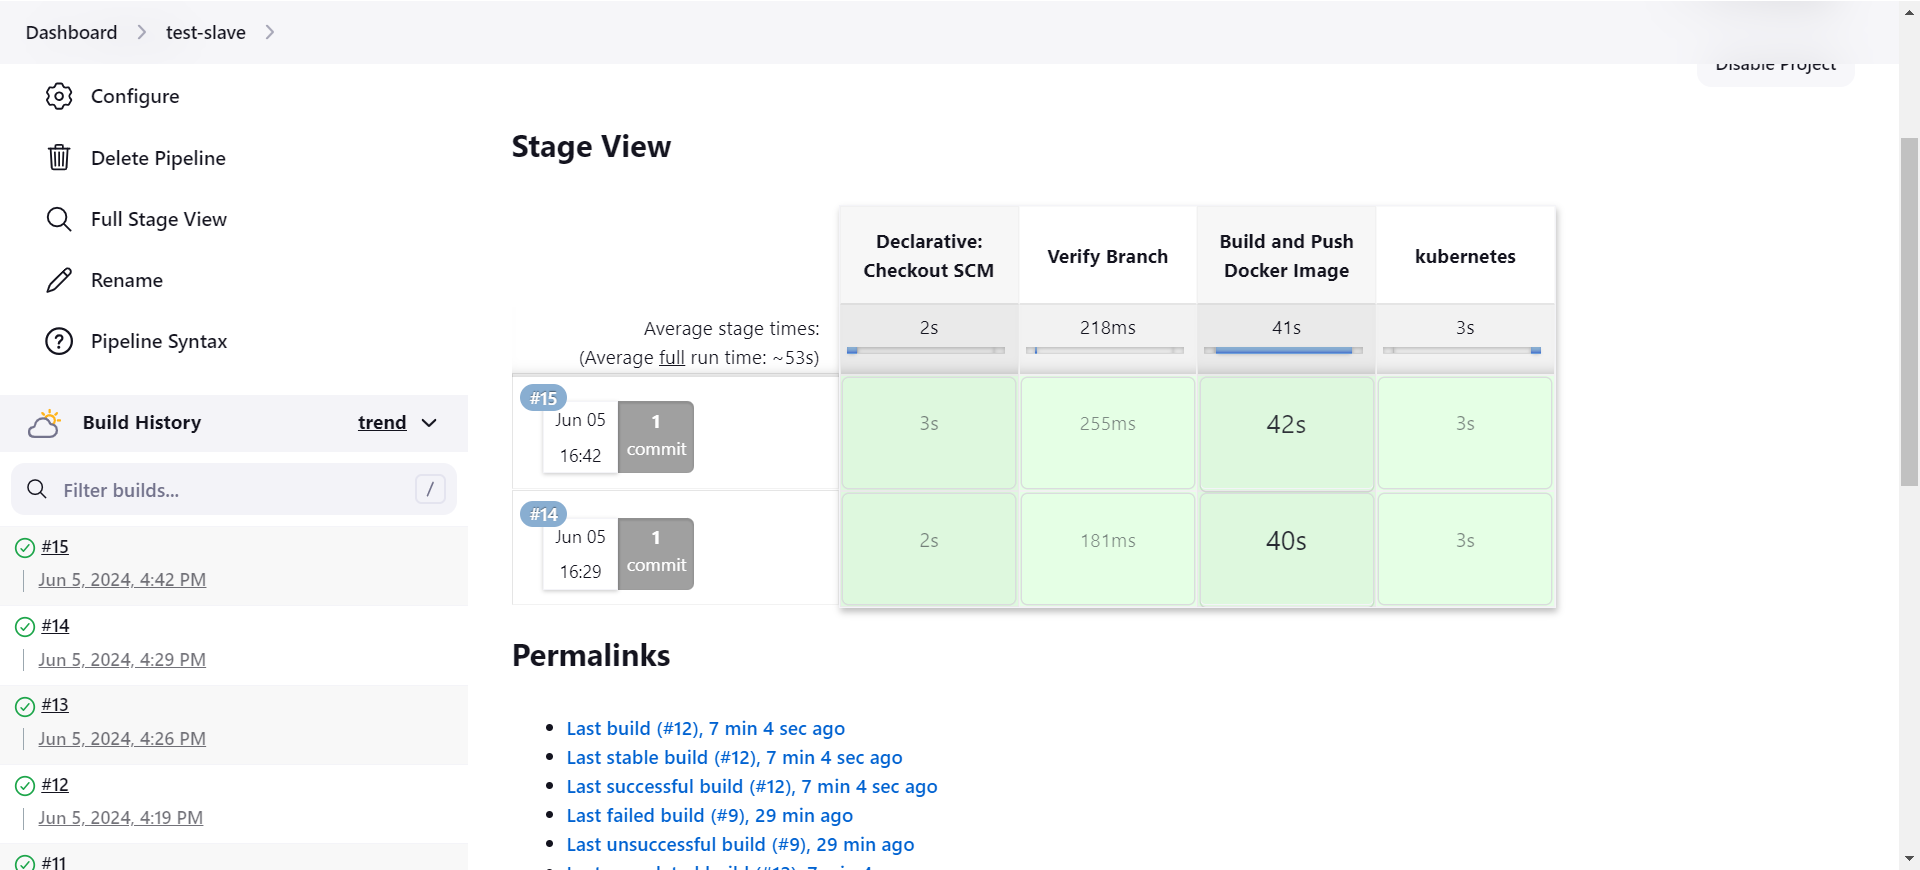 Dashboard
test-slave
Disable Project
Configure
Delete Pipeline
Full Stage View
Rename
Pipeline Syntax
Build History
trend
Filter builds...
/
#15
Jun 5, 2024, 4:42 PM
#14
Jun 5, 2024, 4:29 PM
#13
Jun 5, 2024, 4:26 PM
#12
Jun 5, 2024, 4:19 PM
#11
Stage View
Declarative:
Checkout SCM
Verify Branch
Build and Push
Docker Image
kubernetes
Average stage times:
(Average full run time: ~53s)
2s
218ms
41s
3s
#15
Jun 05
16:42
1
commit
3s
255ms
42s
3s
#14
Jun 05
16:29
1
commit
2s
181ms
40s
3s
Permalinks
Last build (#12), 7 min 4 sec ago
Last stable build (#12), 7 min 4 sec ago
Last successful build (#12), 7 min 4 sec ago
Last failed build (#9), 29 min ago
Last unsuccessful build (#9), 29 min ago